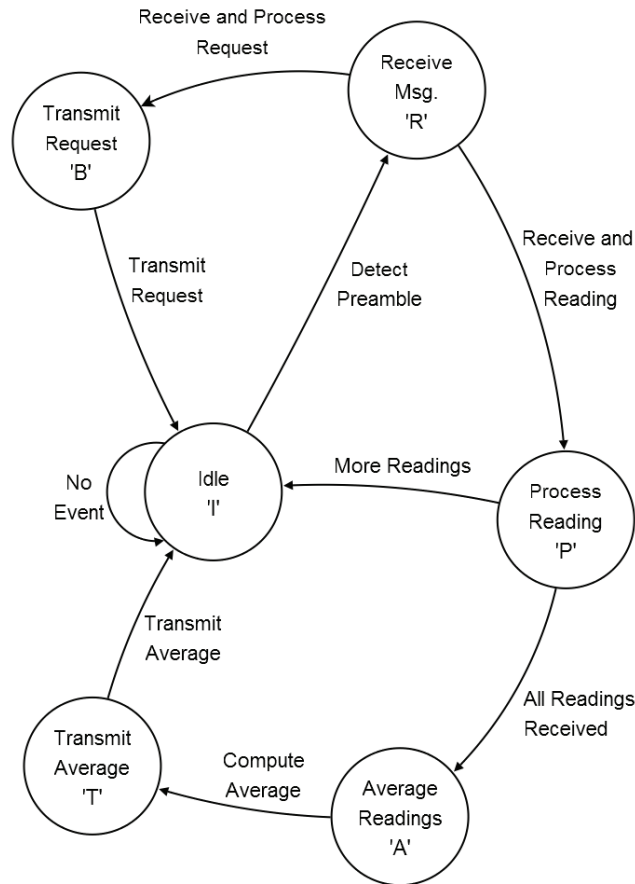 Receive and Process
Request
Receive
Msg.
'R'
Transmit
Request
'B'
Transmit
Request
Detect
Preamble
Receive and
Process
Reading
No
Event
Idle
'I'
More Readings
Process
Reading
'P'
Transmit
Average
All Readings
Received
Transmit
Average
'T'
Compute
Average
Average
Readings
'A'